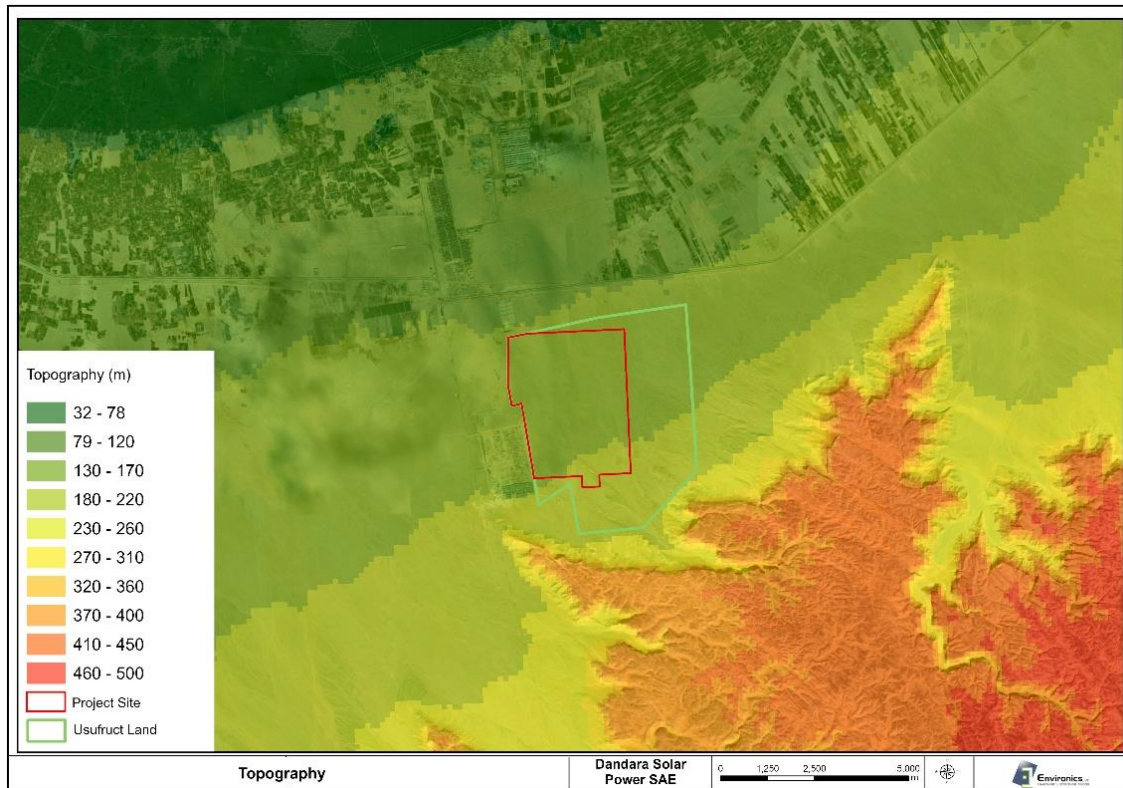 Topography (m)
32 - 78
79 - 120
130 - 170
180 - 220
230 - 260
270 - 310
320 - 360
370 - 400
410 - 450
460 - 500
Project Site
Usufruct Land
Topography
Dandara Solar
Power SAE
0 1,250 2,500 5,000
m
Environics